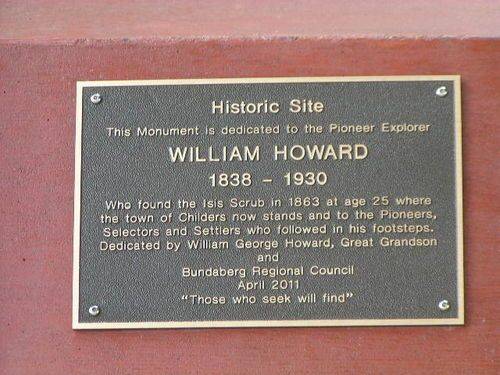 Historic Site
This Monument is dedicated to the Pioneer Explorer
WILLIAM HOWARD
1838 - 1930
Who found the Isis Scrub in 1863 at age 25 where
the town of Childers now stands and to the Pioneers,
Selectors and Settlers who followed in his footsteps.
Dedicated by William George Howard, Great Grandson
and
Bundaberg Regional Council
April 2011
"Those who seek will find"